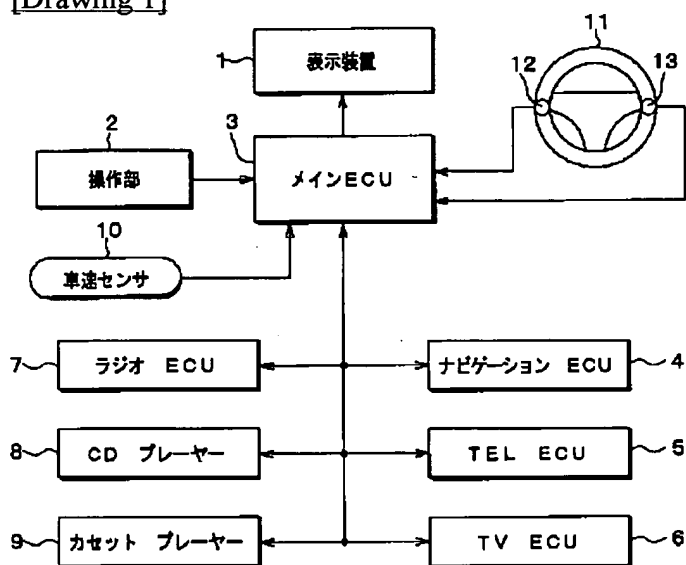 [Drawing 1]
11
1
表示装置
12
13
2
3
操作部
メインECU
10
車速センサ
7
ラジオ ECU
ナビゲーション ECU
4
8
CD プレーヤー
TEL ECU
5
9
カセット プレーヤー
TV ECU
6